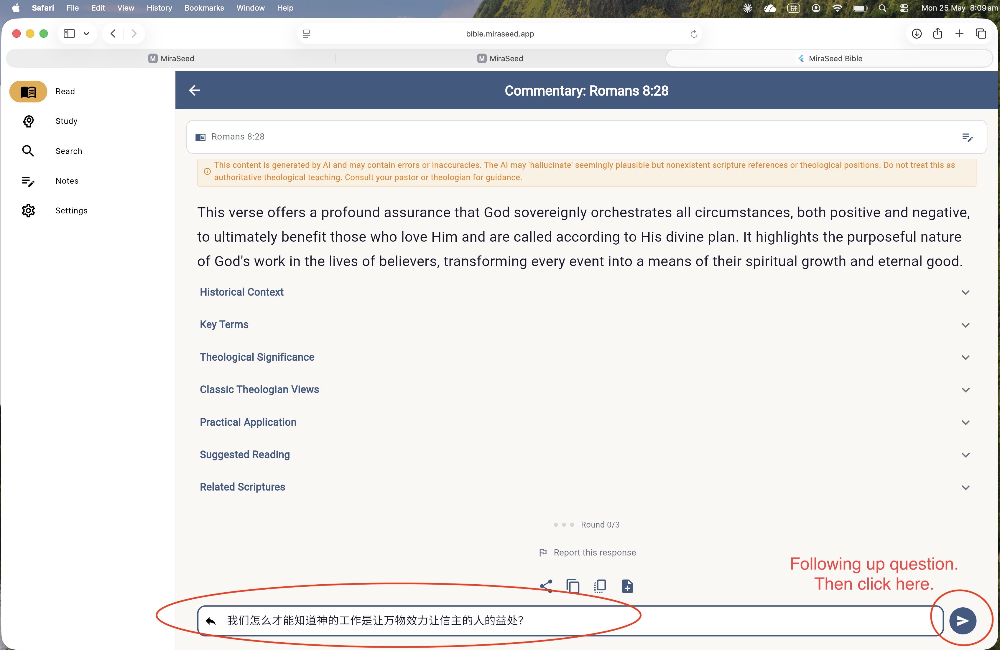 Safari File Edit View History Bookmarks Window Help 拼 Mon 25 May 8:09 am
bible.miraseed.app
M MiraSeed
M MiraSeed
MiraSeed Bible
Read
Study
Search
Notes
Settings
Commentary: Romans 8:28
Romans 8:28
This content is generated by AI and may contain errors or inaccuracies. The AI may 'hallucinate' seemingly plausible but nonexistent scripture references or theological positions. Do not treat this as
authoritative theological teaching. Consult your pastor or theologian for guidance.
This verse offers a profound assurance that God sovereignly orchestrates all circumstances, both positive and negative,
to ultimately benefit those who love Him and are called according to His divine plan. It highlights the purposeful nature
of God's work in the lives of believers, transforming every event into a means of their spiritual growth and eternal good.
Historical Context
Key Terms
Theological Significance
Classic Theologian Views
Practical Application
Suggested Reading
Related Scriptures
Round 0/3
Report this response
Following up question.
Then click here.
我们怎么才能知道神的工作是让万物效力让信主的人的益处？